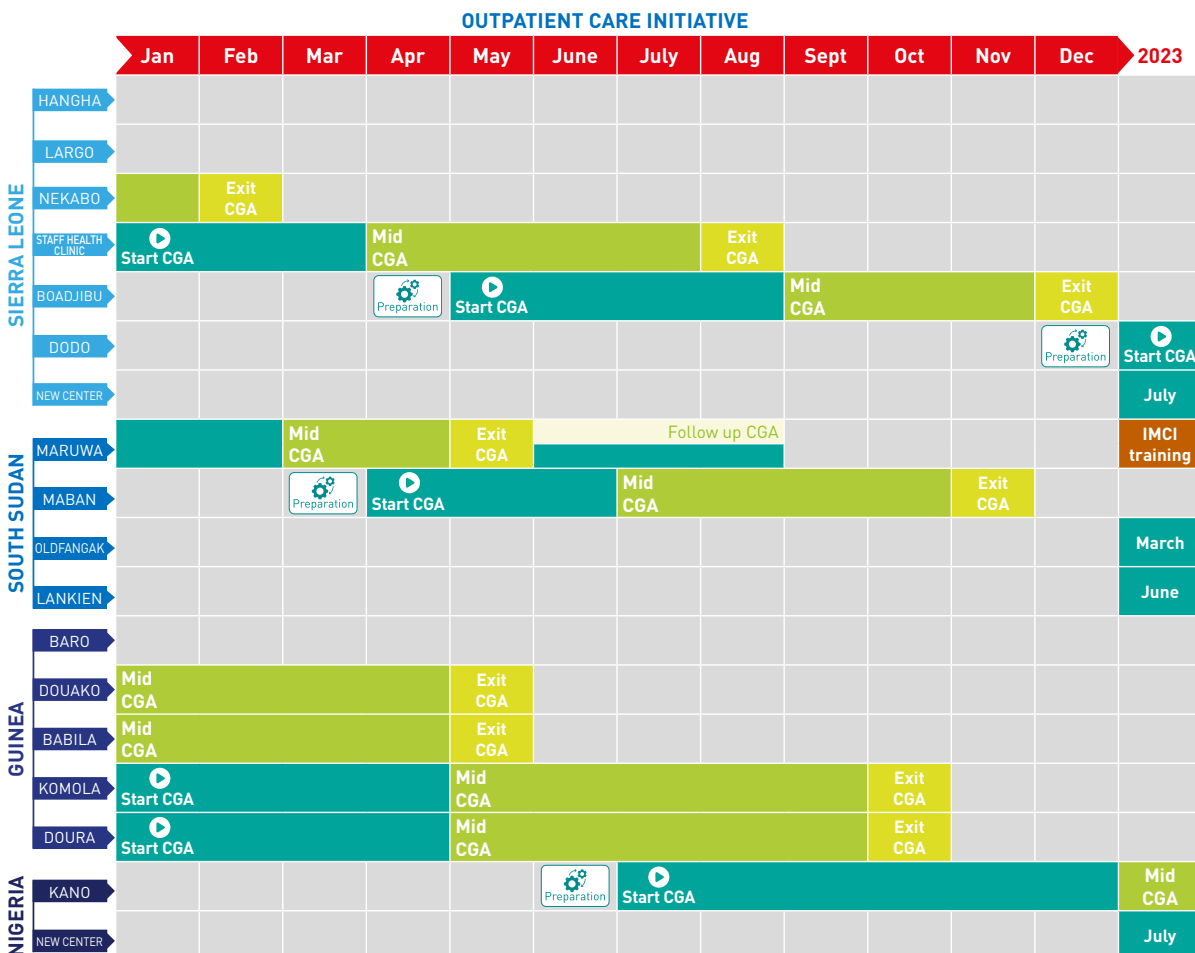 OUTPATIENT CARE INITIATIVE
Jan Feb Mar Apr May June July Aug Sept Oct Nov Dec 2023
SIERRA LEONE
HANGHA
LARGO
NEKABO
Exit
CGA
STAFF HEALTH
CLINIC
Start CGA
Mid
CGA
Exit
CGA
BOADJIBU
Preparation
Start CGA
Mid
CGA
Exit
CGA
DODO
Preparation
Start CGA
NEW CENTER
July
SOUTH SUDAN
MARUWA
Mid
CGA
Exit
CGA
Follow up CGA
IMCI
training
MABAN
Preparation
Start CGA
Mid
CGA
Exit
CGA
OLDFANGAK
March
LANKIEN
June
GUINEA
BARO
DOUAKO
Mid
CGA
Exit
CGA
BABILA
Mid
CGA
Exit
CGA
KOMOLA
Start CGA
Mid
CGA
Exit
CGA
DOURA
Start CGA
Mid
CGA
Exit
CGA
NIGERIA
KANO
Preparation
Start CGA
Mid
CGA
NEW CENTER
July